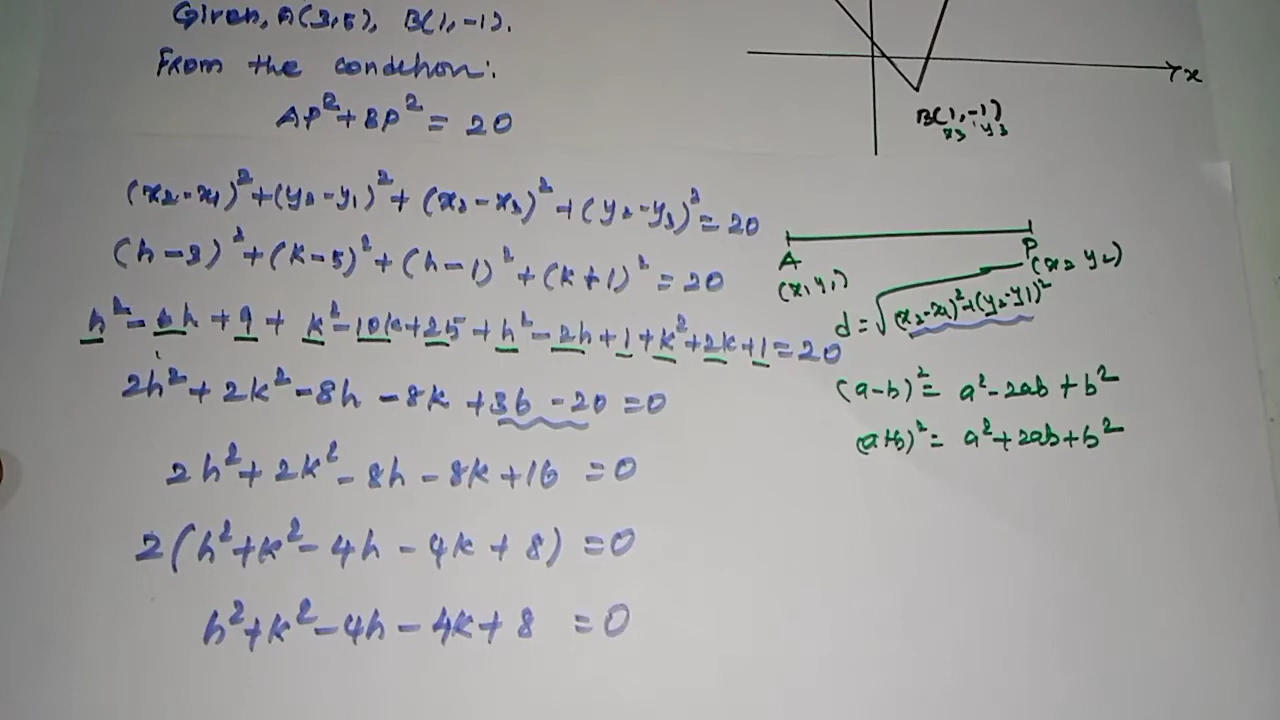 Given, A(3,5), B(1,-1).
From the condition:
AP²+BP² = 20
(x₂-x₁)²+(y₂-y₁)²+(x₂-x₃)²+(y₂-y₃)²=20
(h-3)²+(k-5)²+(h-1)²+(k+1)²=20
h²-6h+9+k²-10k+25+h²-2h+1+k²+2k+1=20
2h²+2k²-8h-8k+36-20=0
2h²+2k²-8h-8k+16=0
2(h²+k²-4h-4k+8)=0
h²+k²-4h-4k+8=0
x
B(1,-1)
x₃ y₃
A
P
(x₁y₁)
(x₂ y₂)
d=√(x₂-x₁)²+(y₂-y₁)²
(a-b)²= a²-2ab+b²
(a+b)²= a²+2ab+b²